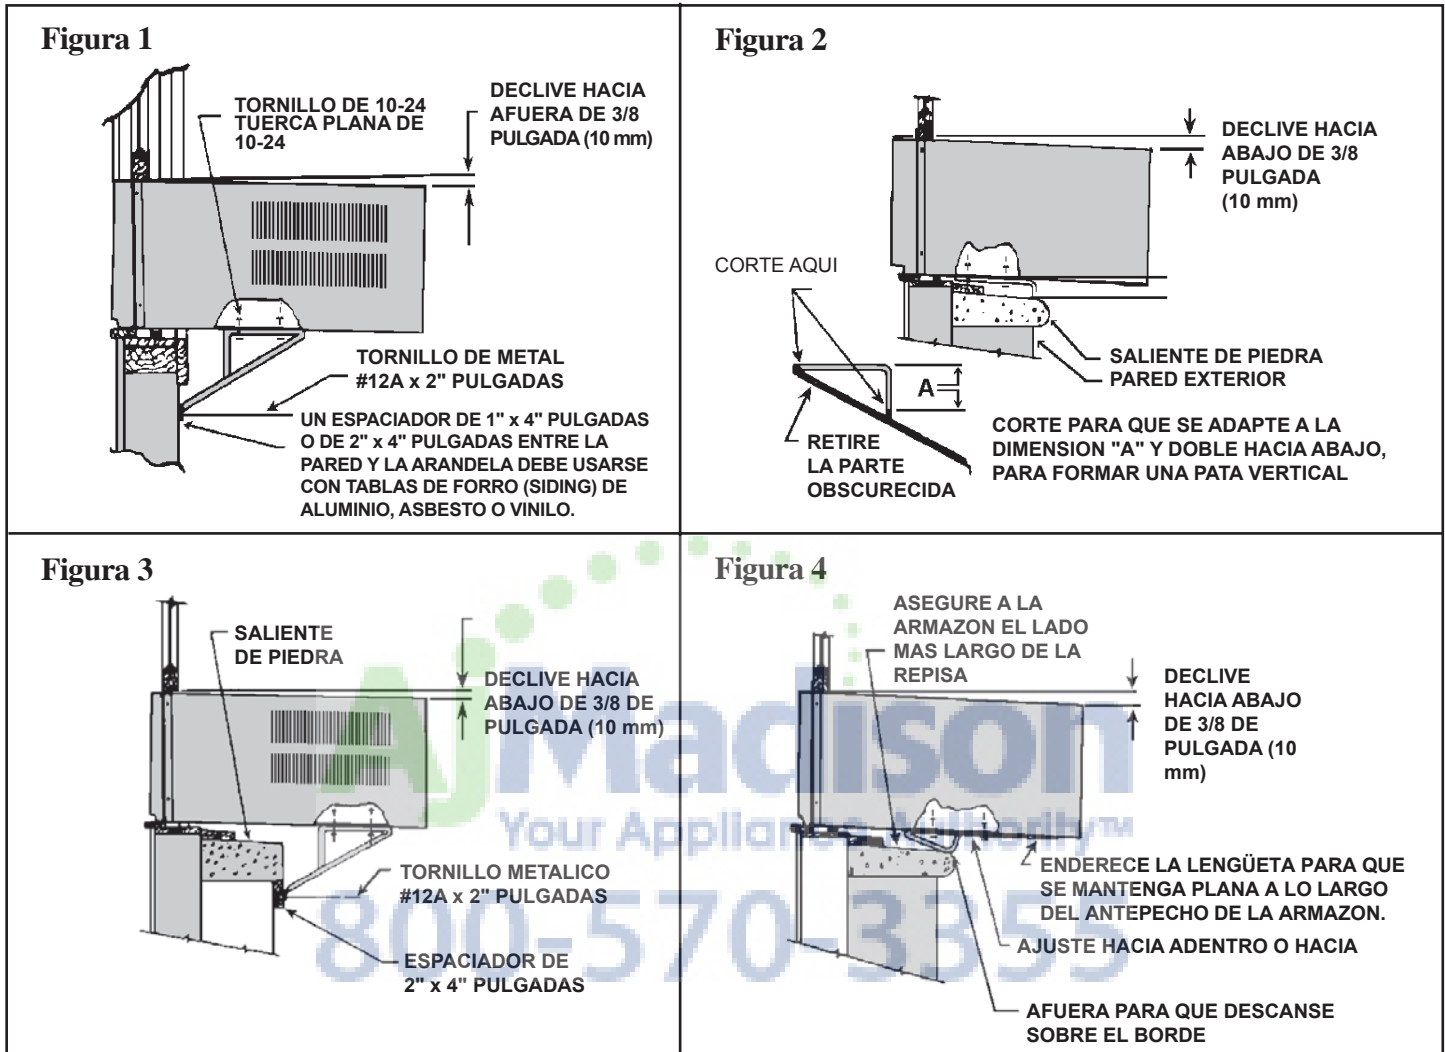 Figura 1
TORNILLO DE 10-24
TUERCA PLANA DE
10-24
DECLIVE HACIA
AFUERA DE 3/8
PULGADA (10 mm)
TORNILLO DE METAL
#12A x 2" PULGADAS
UN ESPACIADOR DE 1" x 4" PULGADAS
O DE 2" x 4" PULGADAS ENTRE LA
PARED Y LA ARANDELA DEBE USARSE
CON TABLAS DE FORRO (SIDING) DE
ALUMINIO, ASBESTO O VINILO.
Figura 2
DECLIVE HACIA
ABAJO DE 3/8
PULGADA
(10 mm)
CORTE AQUI
SALIENTE DE PIEDRA
PARED EXTERIOR
A
RETIRE
LA PARTE
OBSCURECIDA
CORTE PARA QUE SE ADAPTE A LA
DIMENSION "A" Y DOBLE HACIA ABAJO,
PARA FORMAR UNA PATA VERTICAL
Figura 3
SALIENTE
DE PIEDRA
DECLIVE HACIA
ABAJO DE 3/8 DE
PULGADA (10 mm)
TORNILLO METALICO
#12A x 2" PULGADAS
ESPACIADOR DE
2" x 4" PULGADAS
Figura 4
ASEGURE A LA
ARMAZON EL LADO
MAS LARGO DE LA
REPISA
DECLIVE
HACIA ABAJO
DE 3/8 DE
PULGADA (10
mm)
ENDERECE LA LENGÜETA PARA QUE
SE MANTENGA PLANA A LO LARGO
DEL ANTEPECHO DE LA ARMAZON.
AJUSTE HACIA ADENTRO O HACIA
AFUERA PARA QUE DESCANSE
SOBRE EL BORDE
AjMadison
Your Appliance Authority™
800-570-3355